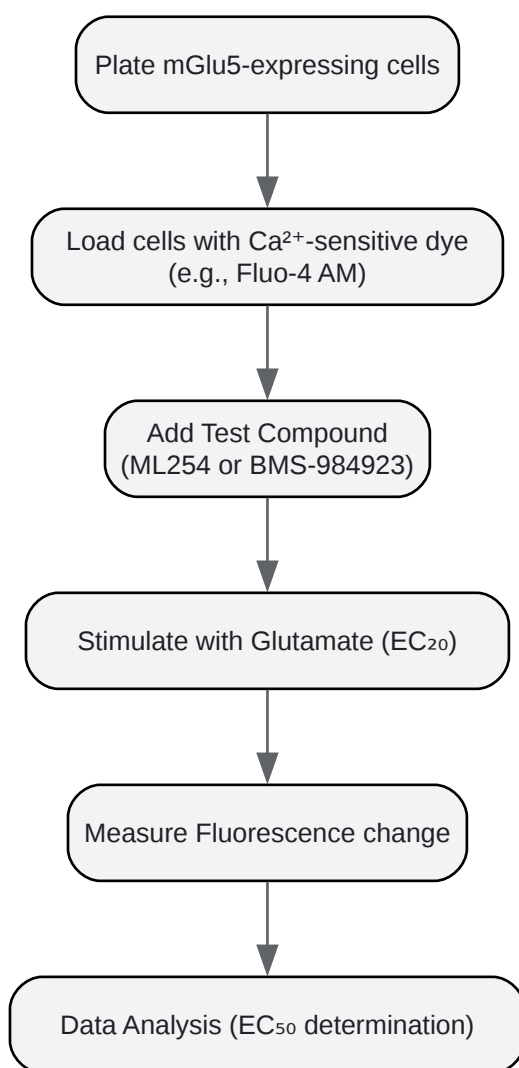 Plate mGlu5-expressing cells
Load cells with Ca²⁺-sensitive dye
(e.g., Fluo-4 AM)
Add Test Compound
(ML254 or BMS-984923)
Stimulate with Glutamate (EC₂₀)
Measure Fluorescence change
Data Analysis (EC₅₀ determination)